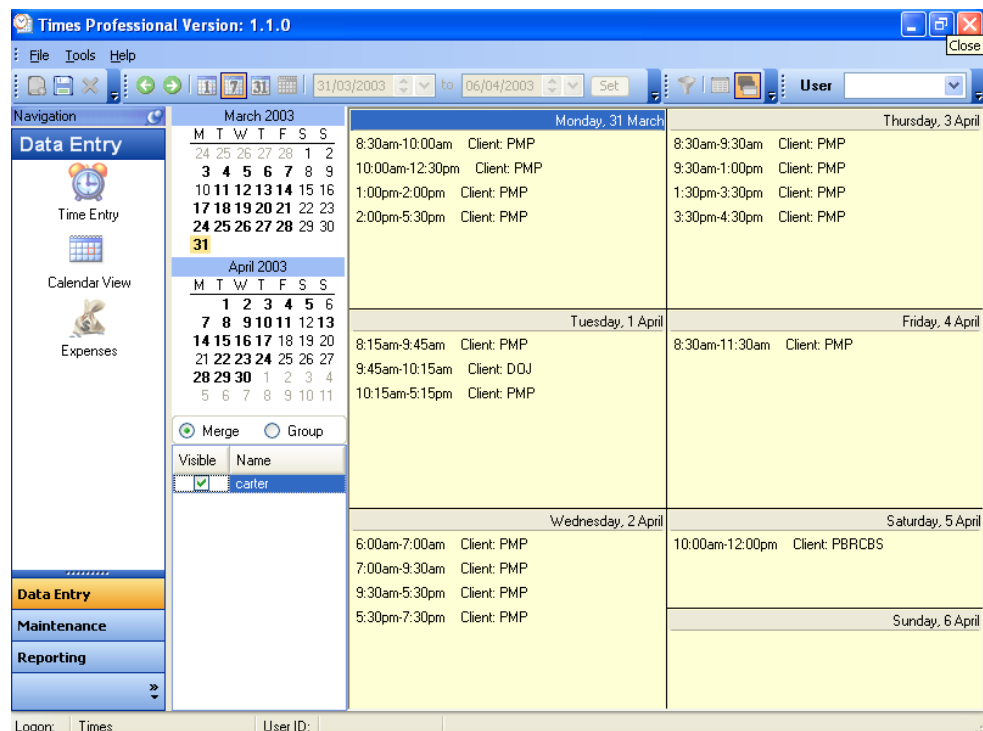 Times Professional Version: 1.1.0
Close
File Tools Help
1 7 31 31/03/2003 to 06/04/2003 Set User
Navigation
Data Entry
Time Entry
Calendar View
Expenses
Data Entry
Maintenance
Reporting
March 2003
M T W T F S S
24 25 26 27 28 1 2
3 4 5 6 7 8 9
10 11 12 13 14 15 16
17 18 19 20 21 22 23
24 25 26 27 28 29 30
31
April 2003
M T W T F S S
1 2 3 4 5 6
7 8 9 10 11 12 13
14 15 16 17 18 19 20
21 22 23 24 25 26 27
28 29 30 1 2 3 4
5 6 7 8 9 10 11
Merge Group
Visible Name
carter
Monday, 31 March
8:30am-10:00am Client: PMP
10:00am-12:30pm Client: PMP
1:00pm-2:00pm Client: PMP
2:00pm-5:30pm Client: PMP
Tuesday, 1 April
8:15am-9:45am Client: PMP
9:45am-10:15am Client: DOJ
10:15am-5:15pm Client: PMP
Wednesday, 2 April
6:00am-7:00am Client: PMP
7:00am-9:30am Client: PMP
9:30am-5:30pm Client: PMP
5:30pm-7:30pm Client: PMP
Thursday, 3 April
8:30am-9:30am Client: PMP
9:30am-1:00pm Client: PMP
1:30pm-3:30pm Client: PMP
3:30pm-4:30pm Client: PMP
Friday, 4 April
8:30am-11:30am Client: PMP
Saturday, 5 April
10:00am-12:00pm Client: PBRCBS
Sunday, 6 April
Logon: Times User ID: